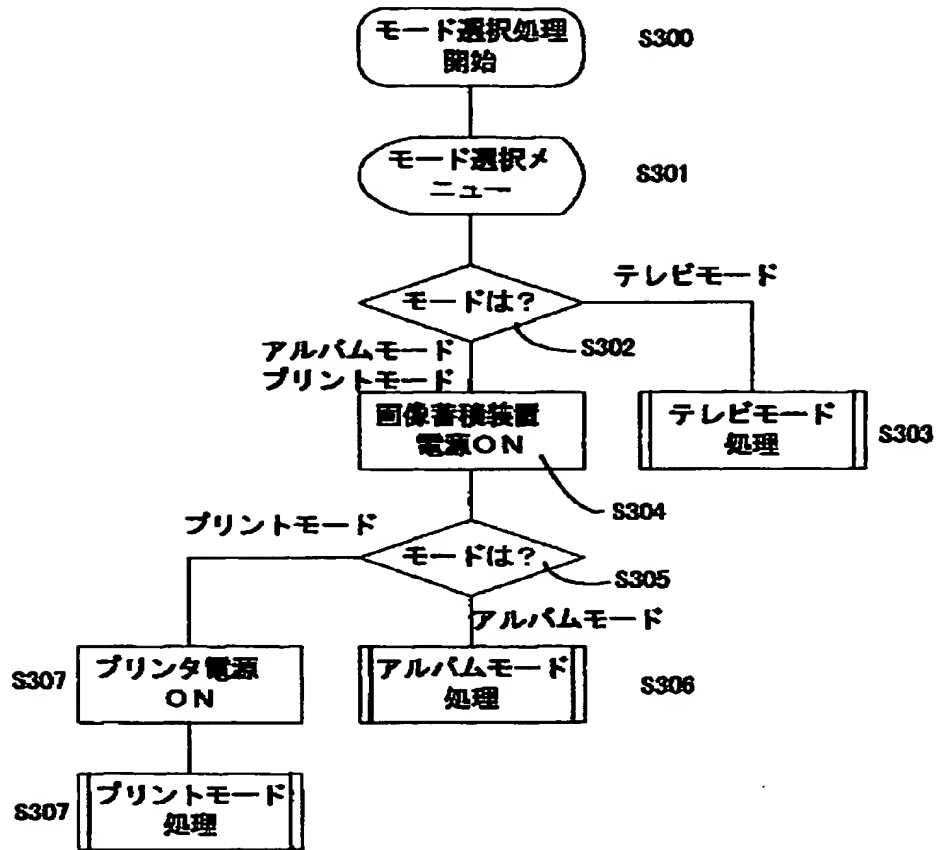 モード選択処理
開始
S300
モード選択メ
ニュー
S301
テレビモード
モードは?
S302
アルバムモード
プリントモード
画像蓄積装置
電源ON
テレビモード
処理
S303
S304
プリントモード
モードは?
S305
アルバムモード
S307
プリンタ電源
ON
アルバムモード
処理
S306
S307
プリントモード
処理